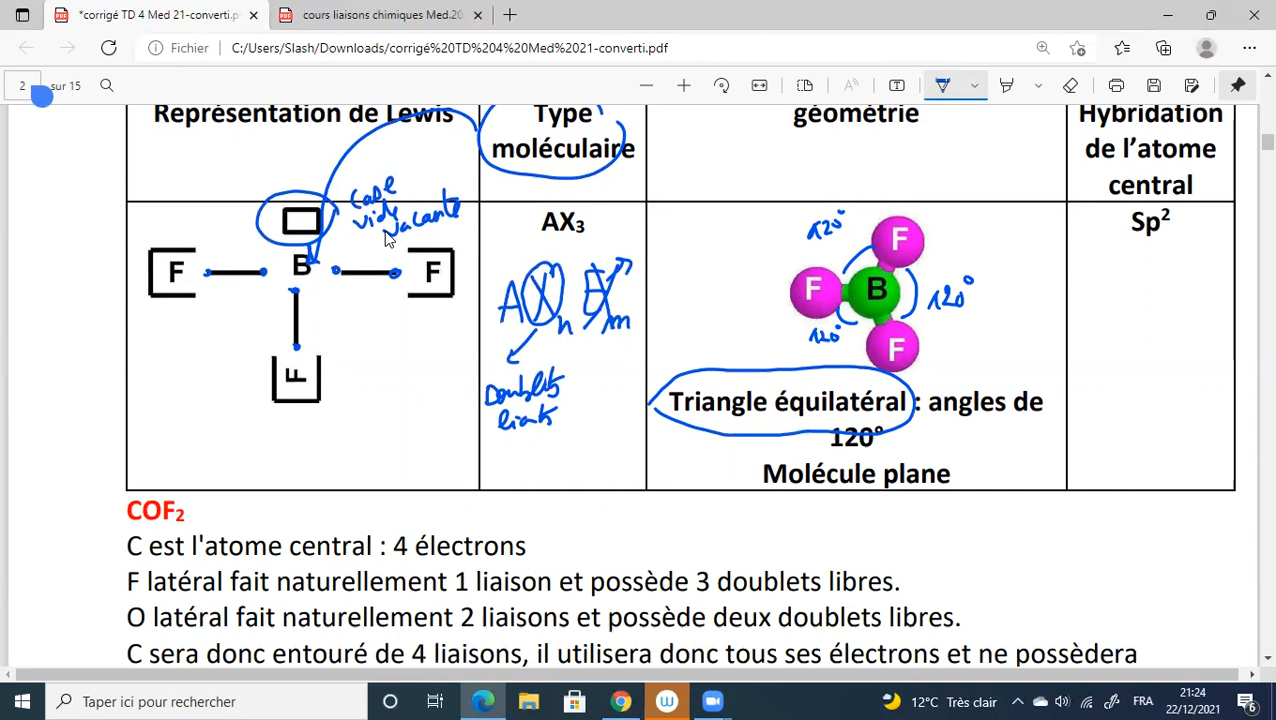 *corrigé TD 4 Med 21-converti.p
cours liaisons chimiques Med.20
Fichier
C:/Users/Slash/Downloads/corrigé%20TD%204%20Med%2021-converti.pdf
2
sur 15
Représentation de Lewis
Type
moléculaire
géométrie
Hybridation
de l'atome
central
case
vide
vacante
F
B
F
F
AX₃
AXn Em
Doublets
liants
120°
F
F
B
120°
120°
F
Triangle équilatéral : angles de
120°
Molécule plane
Sp²
COF₂
C est l'atome central : 4 électrons
F latéral fait naturellement 1 liaison et possède 3 doublets libres.
O latéral fait naturellement 2 liaisons et possède deux doublets libres.
C sera donc entouré de 4 liaisons, il utilisera donc tous ses électrons et ne possèdera
Taper ici pour rechercher
12°C Très clair
FRA
21:24
22/12/2021
6